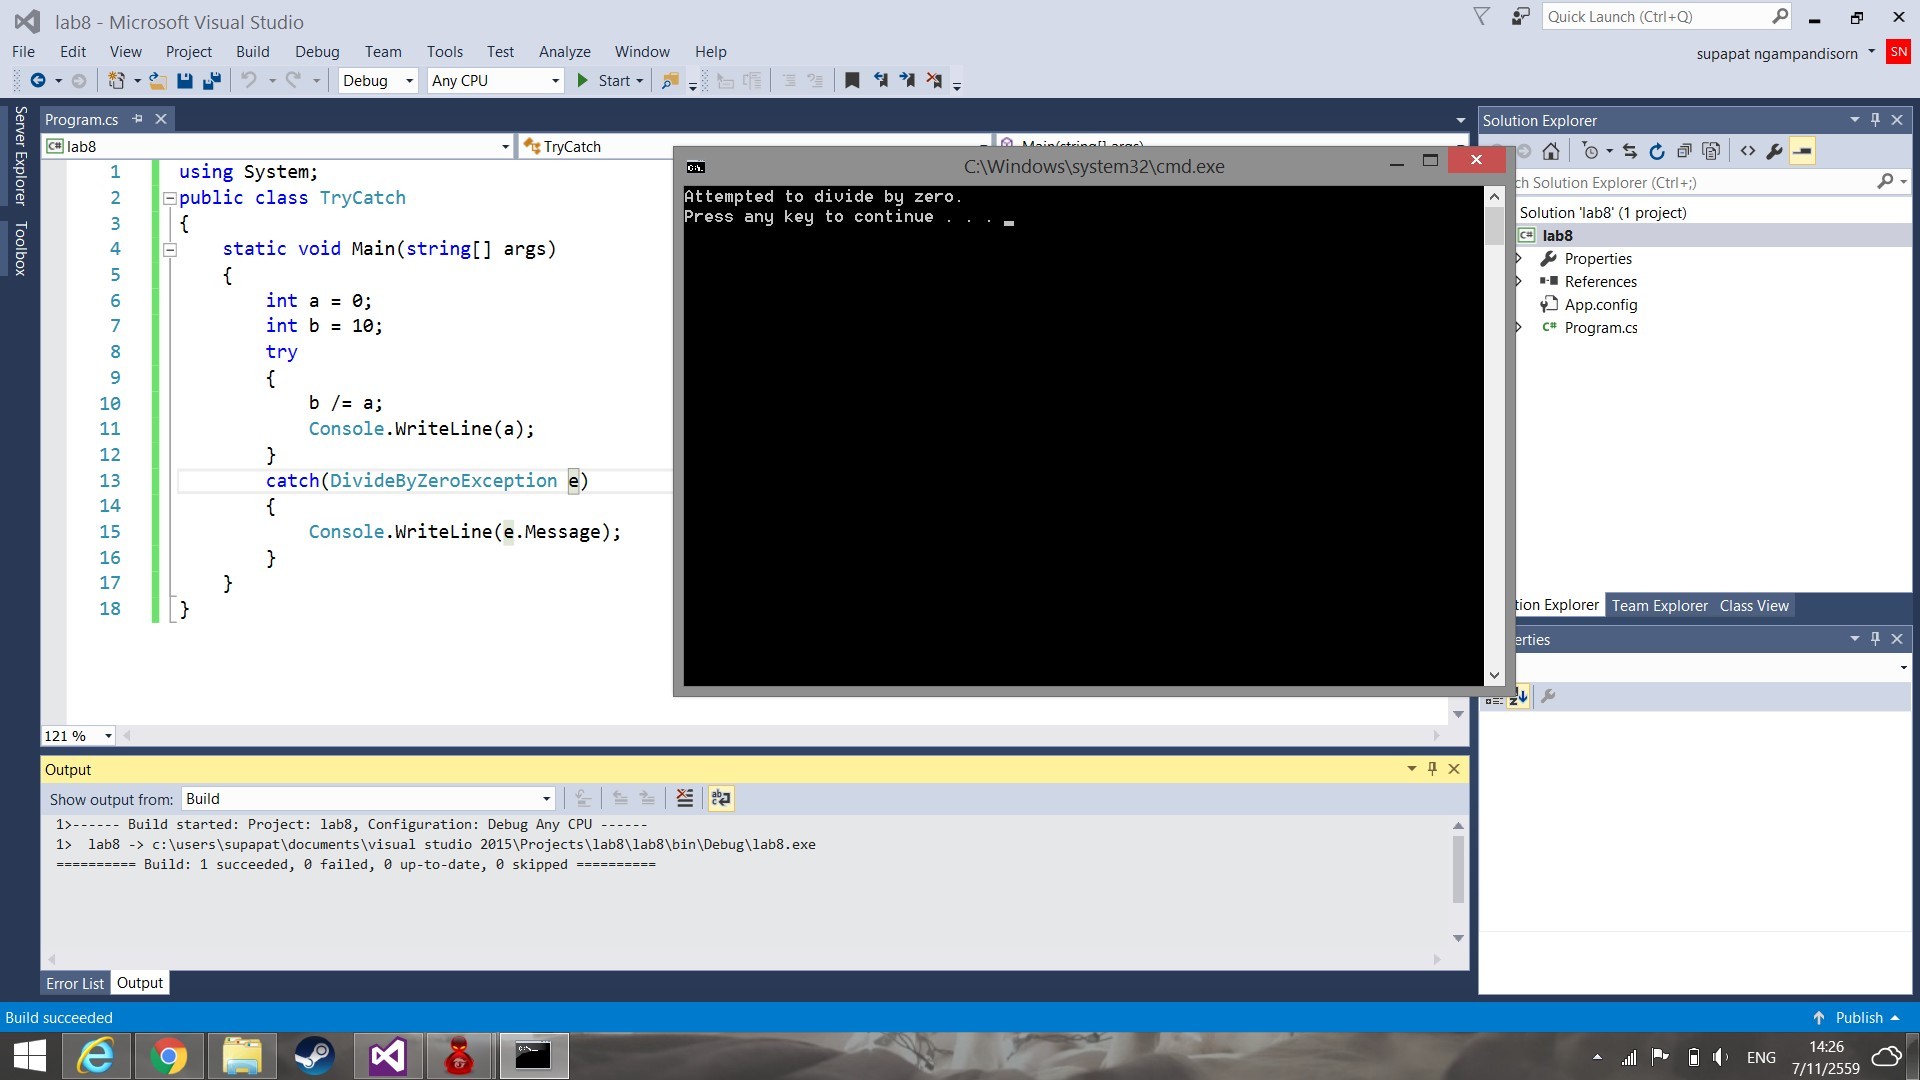 lab8 - Microsoft Visual Studio
Quick Launch (Ctrl+Q)
File Edit View Project Build Debug Team Tools Test Analyze Window Help
supapat ngampandisorn SN
Debug Any CPU Start
Server Explorer
Toolbox
Program.cs
C# lab8 TryCatch Main(string[] args)
1 using System;
2 public class TryCatch
3 {
4 static void Main(string[] args)
5 {
6 int a = 0;
7 int b = 10;
8 try
9 {
10 b /= a;
11 Console.WriteLine(a);
12 }
13 catch(DivideByZeroException e)
14 {
15 Console.WriteLine(e.Message);
16 }
17 }
18 }
121 %
C:\Windows\system32\cmd.exe
Attempted to divide by zero.
Press any key to continue . . .
Solution Explorer
ch Solution Explorer (Ctrl+;)
Solution 'lab8' (1 project)
C# lab8
Properties
References
App.config
C# Program.cs
tion Explorer Team Explorer Class View
erties
Output
Show output from: Build
1>------ Build started: Project: lab8, Configuration: Debug Any CPU ------
1>  lab8 -> c:\users\supapat\documents\visual studio 2015\Projects\lab8\lab8\bin\Debug\lab8.exe
========== Build: 1 succeeded, 0 failed, 0 up-to-date, 0 skipped ==========
Error List Output
Build succeeded
Publish
ENG
14:26
7/11/2559